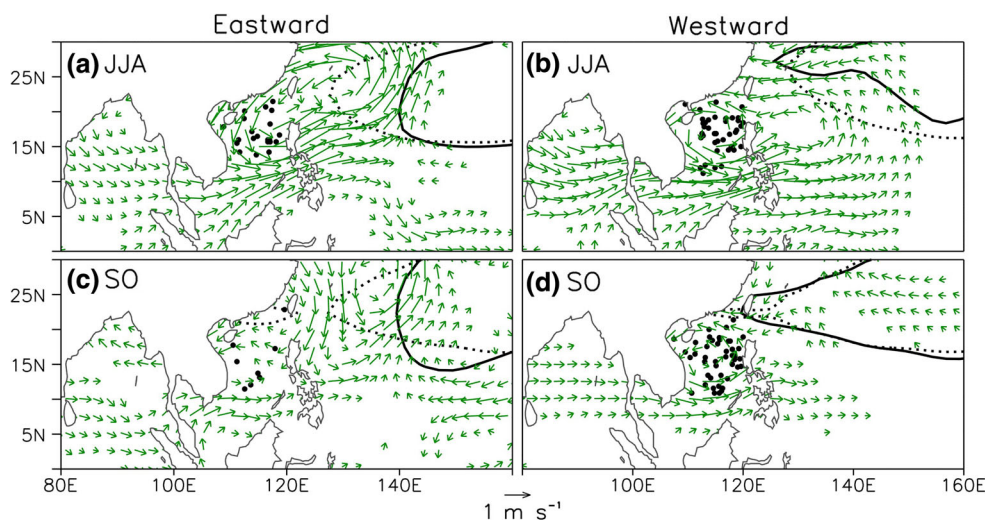 Eastward Westward
(a) JJA (b) JJA
25N
15N
5N
(c) SO (d) SO
25N
15N
5N
80E 100E 120E 140E 100E 120E 140E 160E
1 m s⁻¹